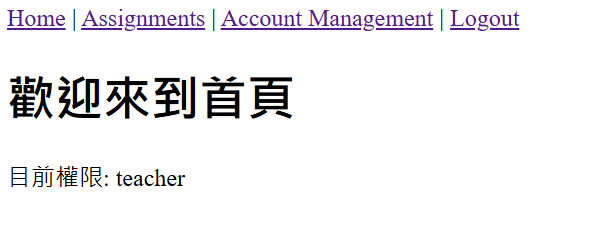 Home | Assignments | Account Management | Logout
歡迎來到首頁
目前權限: teacher